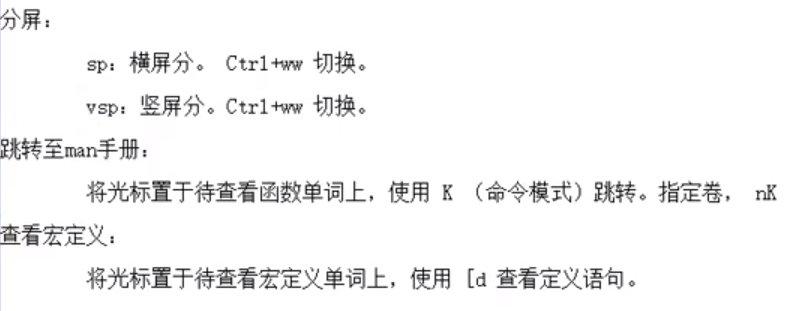 分屏：
sp：横屏分。 Ctrl+ww 切换。
vsp：竖屏分。Ctrl+ww 切换。
跳转至man手册：
将光标置于待查看函数单词上，使用 K （命令模式）跳转。指定卷， nK
查看宏定义：
将光标置于待查看宏定义单词上，使用 [d 查看定义语句。